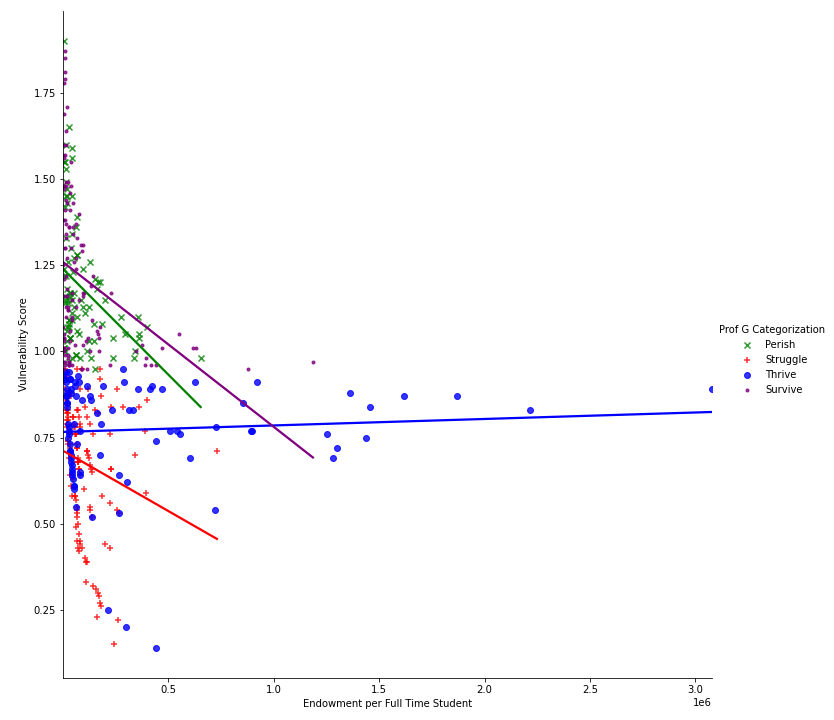 1.75
1.50
1.25
1.00
0.75
0.50
0.25
Vulnerability Score
0.5
1.0
1.5
2.0
2.5
3.0
1e6
Endowment per Full Time Student
Prof G Categorization
Perish
Struggle
Thrive
Survive